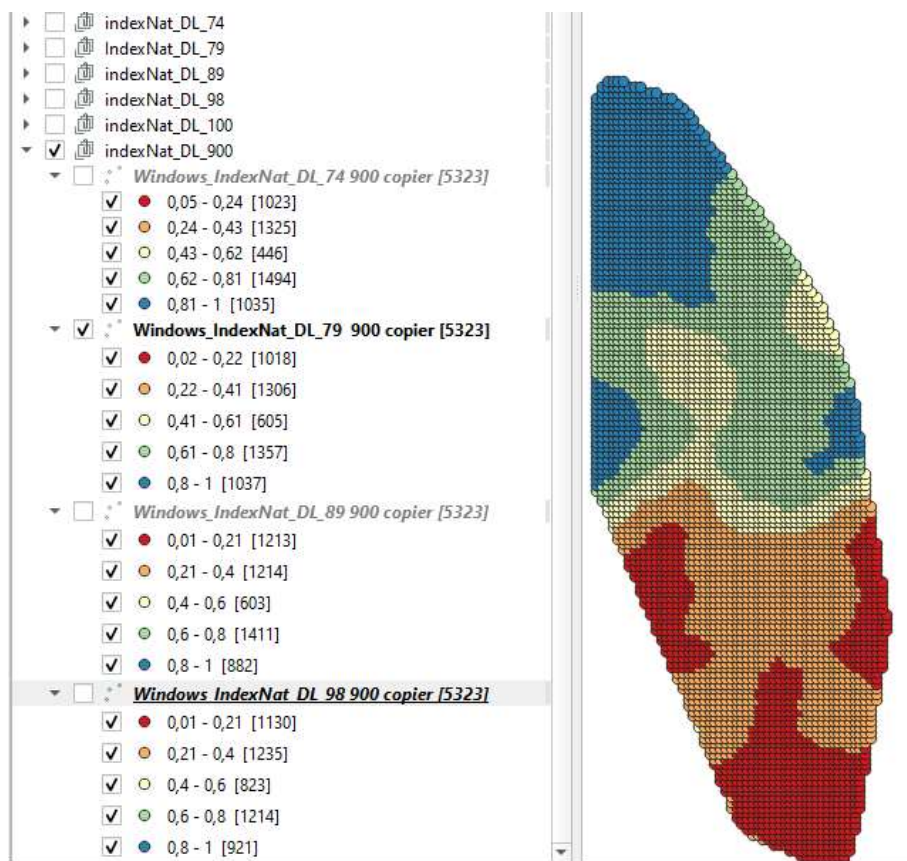 indexNat_DL_74
IndexNat_DL_79
indexNat_DL_89
indexNat_DL_98
indexNat_DL_100
indexNat_DL_900
Windows_IndexNat_DL_74 900 copier [5323]
0,05 - 0,24 [1023]
0,24 - 0,43 [1325]
0,43 - 0,62 [446]
0,62 - 0,81 [1494]
0,81 - 1 [1035]
Windows_IndexNat_DL_79 900 copier [5323]
0,02 - 0,22 [1018]
0,22 - 0,41 [1306]
0,41 - 0,61 [605]
0,61 - 0,8 [1357]
0,8 - 1 [1037]
Windows_IndexNat_DL_89 900 copier [5323]
0,01 - 0,21 [1213]
0,21 - 0,4 [1214]
0,4 - 0,6 [603]
0,6 - 0,8 [1411]
0,8 - 1 [882]
Windows_IndexNat_DL_98 900 copier [5323]
0,01 - 0,21 [1130]
0,21 - 0,4 [1235]
0,4 - 0,6 [823]
0,6 - 0,8 [1214]
0,8 - 1 [921]